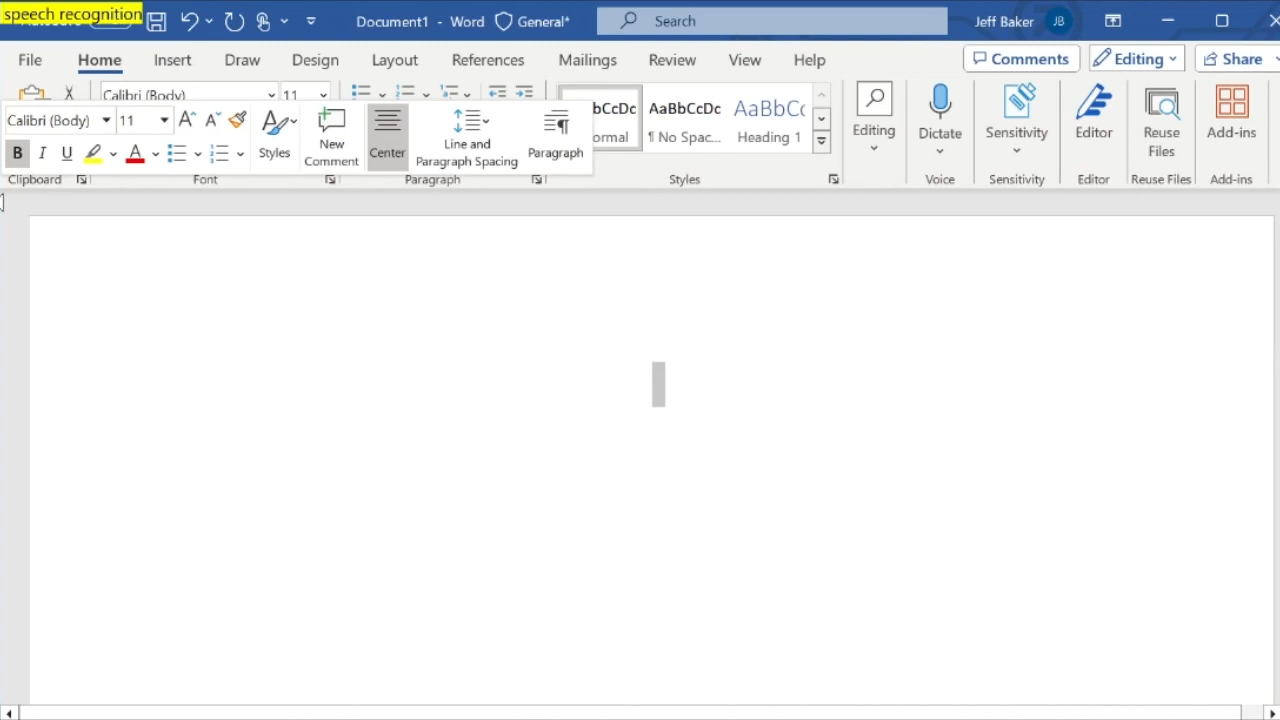 speech recognition
Document1 - Word General* Search Jeff Baker JB
File Home Insert Draw Design Layout References Mailings Review View Help Comments Editing Share
Calibri (Body) 11
Calibri (Body) 11 A A Styles New Comment Center Line and Paragraph Spacing Paragraph
B I U A
AaBbCcDc AaBbCc
¶ No Spac... Heading 1
Editing Dictate Sensitivity Editor Reuse Files Add-ins
Clipboard Font Paragraph Styles Voice Sensitivity Editor Reuse Files Add-ins